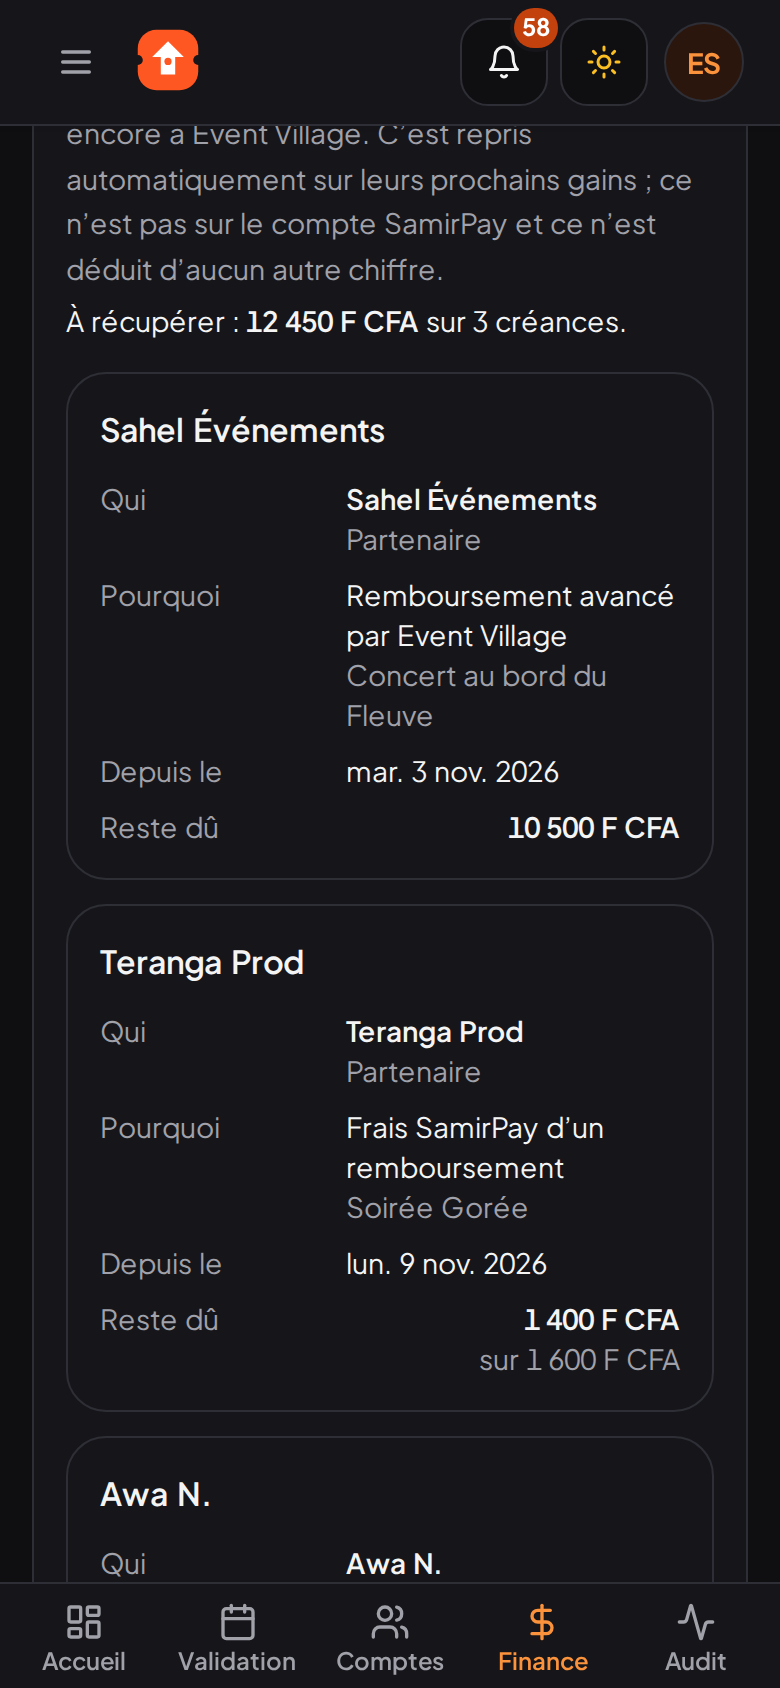 58
ES
encore à Event Village. C’est repris
automatiquement sur leurs prochains gains ; ce
n’est pas sur le compte SamirPay et ce n’est
déduit d’aucun autre chiffre.
À récupérer : 12 450 F CFA sur 3 créances.
Sahel Événements
Qui Sahel Événements
Partenaire
Pourquoi Remboursement avancé
par Event Village
Concert au bord du
Fleuve
Depuis le mar. 3 nov. 2026
Reste dû 10 500 F CFA
Teranga Prod
Qui Teranga Prod
Partenaire
Pourquoi Frais SamirPay d’un
remboursement
Soirée Gorée
Depuis le lun. 9 nov. 2026
Reste dû 1 400 F CFA
sur 1 600 F CFA
Awa N.
Qui Awa N.
Accueil Validation Comptes Finance Audit